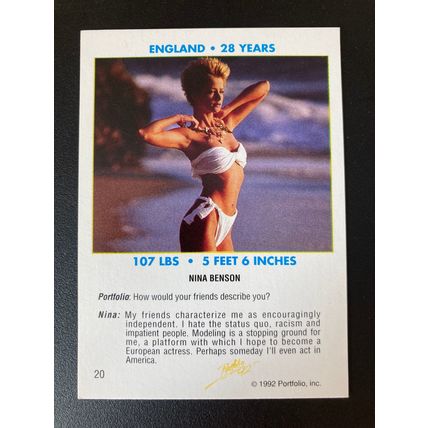 ENGLAND • 28 YEARS
107 LBS • 5 FEET 6 INCHES
NINA BENSON
Portfolio: How would your friends describe you?
Nina: My friends characterize me as encouragingly
independent. I hate the status quo, racism and
impatient people. Modeling is a stopping ground for
me, a platform with which I hope to become a
European actress. Perhaps someday I'll even act in
America.
20
© 1992 Portfolio, inc.